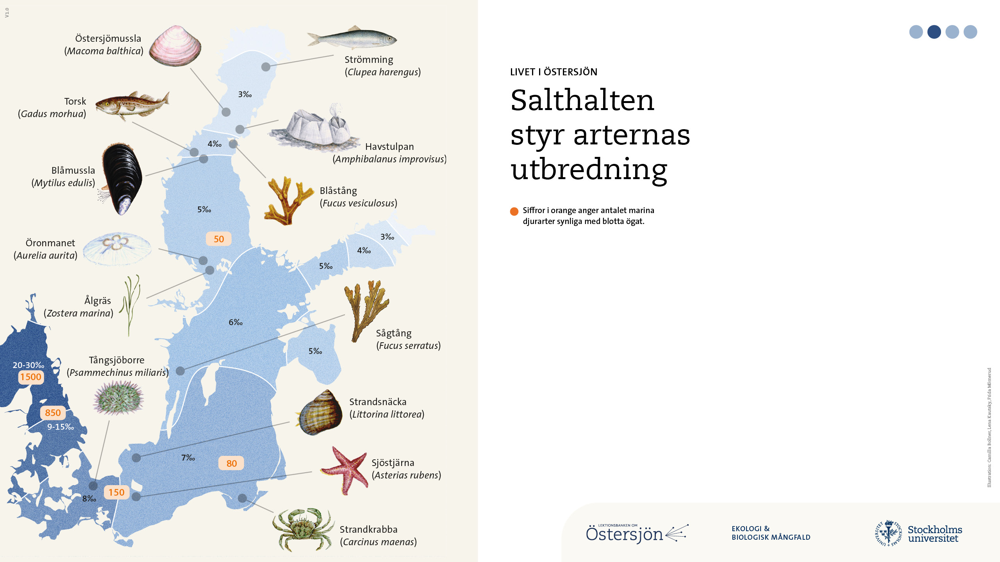 V1.0
Östersjömussla
(Macoma balthica)
Strömming
(Clupea harengus)
3‰
Torsk
(Gadus morhua)
4‰
Havstulpan
(Amphibalanus improvisus)
Blåmussla
(Mytilus edulis)
Blåstång
(Fucus vesiculosus)
5‰
50
3‰
4‰
5‰
Öronmanet
(Aurelia aurita)
Ålgräs
(Zostera marina)
6‰
Sågtång
(Fucus serratus)
5‰
20-30‰
1500
Tångsjöborre
(Psammechinus miliaris)
850
9-15‰
Strandsnäcka
(Littorina littorea)
7‰
80
Sjöstjärna
(Asterias rubens)
150
8‰
Strandkrabba
(Carcinus maenas)
LIVET I ÖSTERSJÖN
Salthalten
styr arternas
utbredning
Siffror i orange anger antalet marina
djurarter synliga med blotta ögat.
Illustration: Camilla Bollner, Lena Kautsky, Frida Mömerud
LEKTIONSBANKEN OM
Östersjön
EKOLOGI &
BIOLOGISK MÅNGFALD
STOCKHOLMS UNIVERSITET
Stockholms
universitet